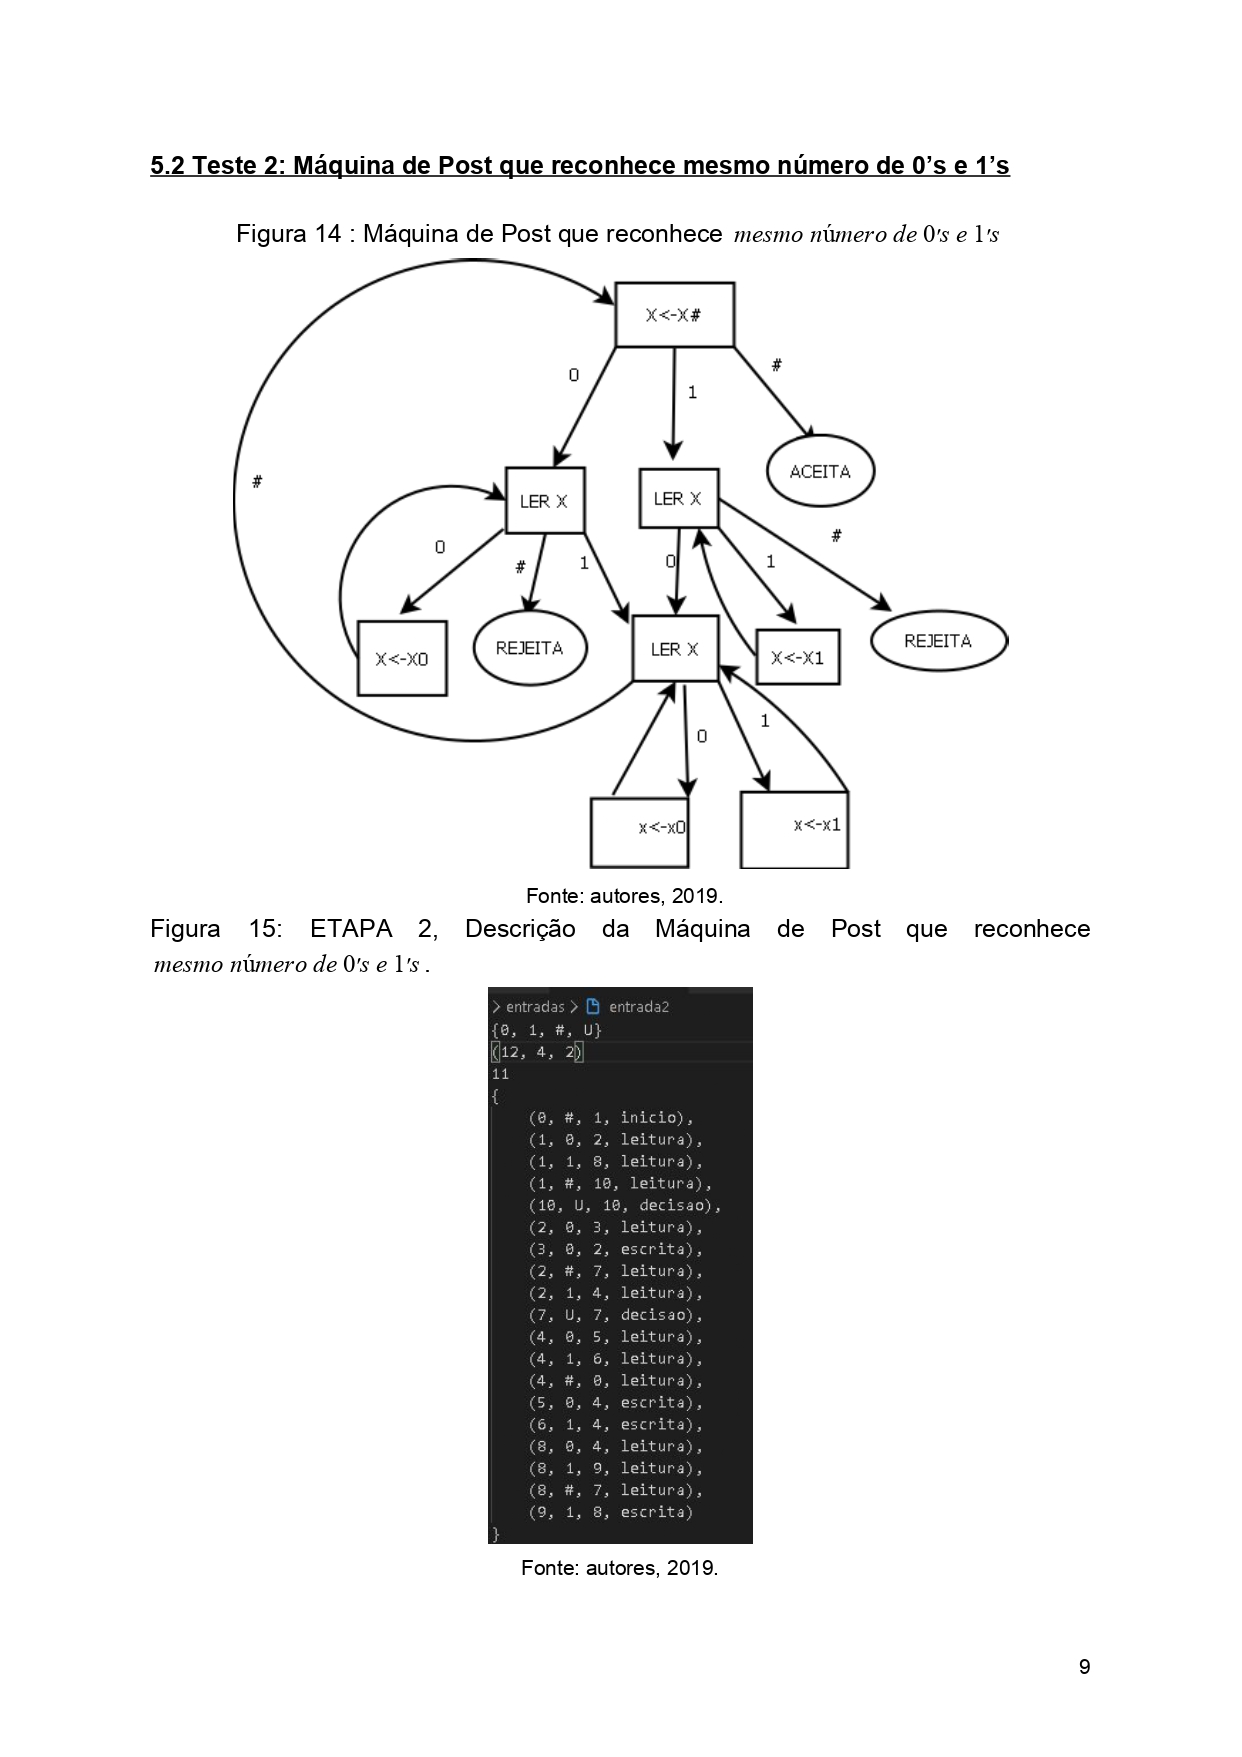 5.2 Teste 2: Máquina de Post que reconhece mesmo número de 0’s e 1’s
Figura 14 : Máquina de Post que reconhece mesmo número de 0's e 1's
X<-X#
0
1
#
ACEITA
#
LER X
LER X
#
0
#
1
0
1
X<-X0
REJEITA
LER X
X<-X1
REJEITA
0
1
x<-x0
x<-x1
Fonte: autores, 2019.
Figura 15: ETAPA 2, Descrição da Máquina de Post que reconhece
mesmo número de 0's e 1's .
> entradas > entrada2
{0, 1, #, U}
(12, 4, 2)
11
{
(0, #, 1, inicio),
(1, 0, 2, leitura),
(1, 1, 8, leitura),
(1, #, 10, leitura),
(10, U, 10, decisao),
(2, 0, 3, leitura),
(3, 0, 2, escrita),
(2, #, 7, leitura),
(2, 1, 4, leitura),
(7, U, 7, decisao),
(4, 0, 5, leitura),
(4, 1, 6, leitura),
(4, #, 0, leitura),
(5, 0, 4, escrita),
(6, 1, 4, escrita),
(8, 0, 4, leitura),
(8, 1, 9, leitura),
(8, #, 7, leitura),
(9, 1, 8, escrita)
}
Fonte: autores, 2019.
9